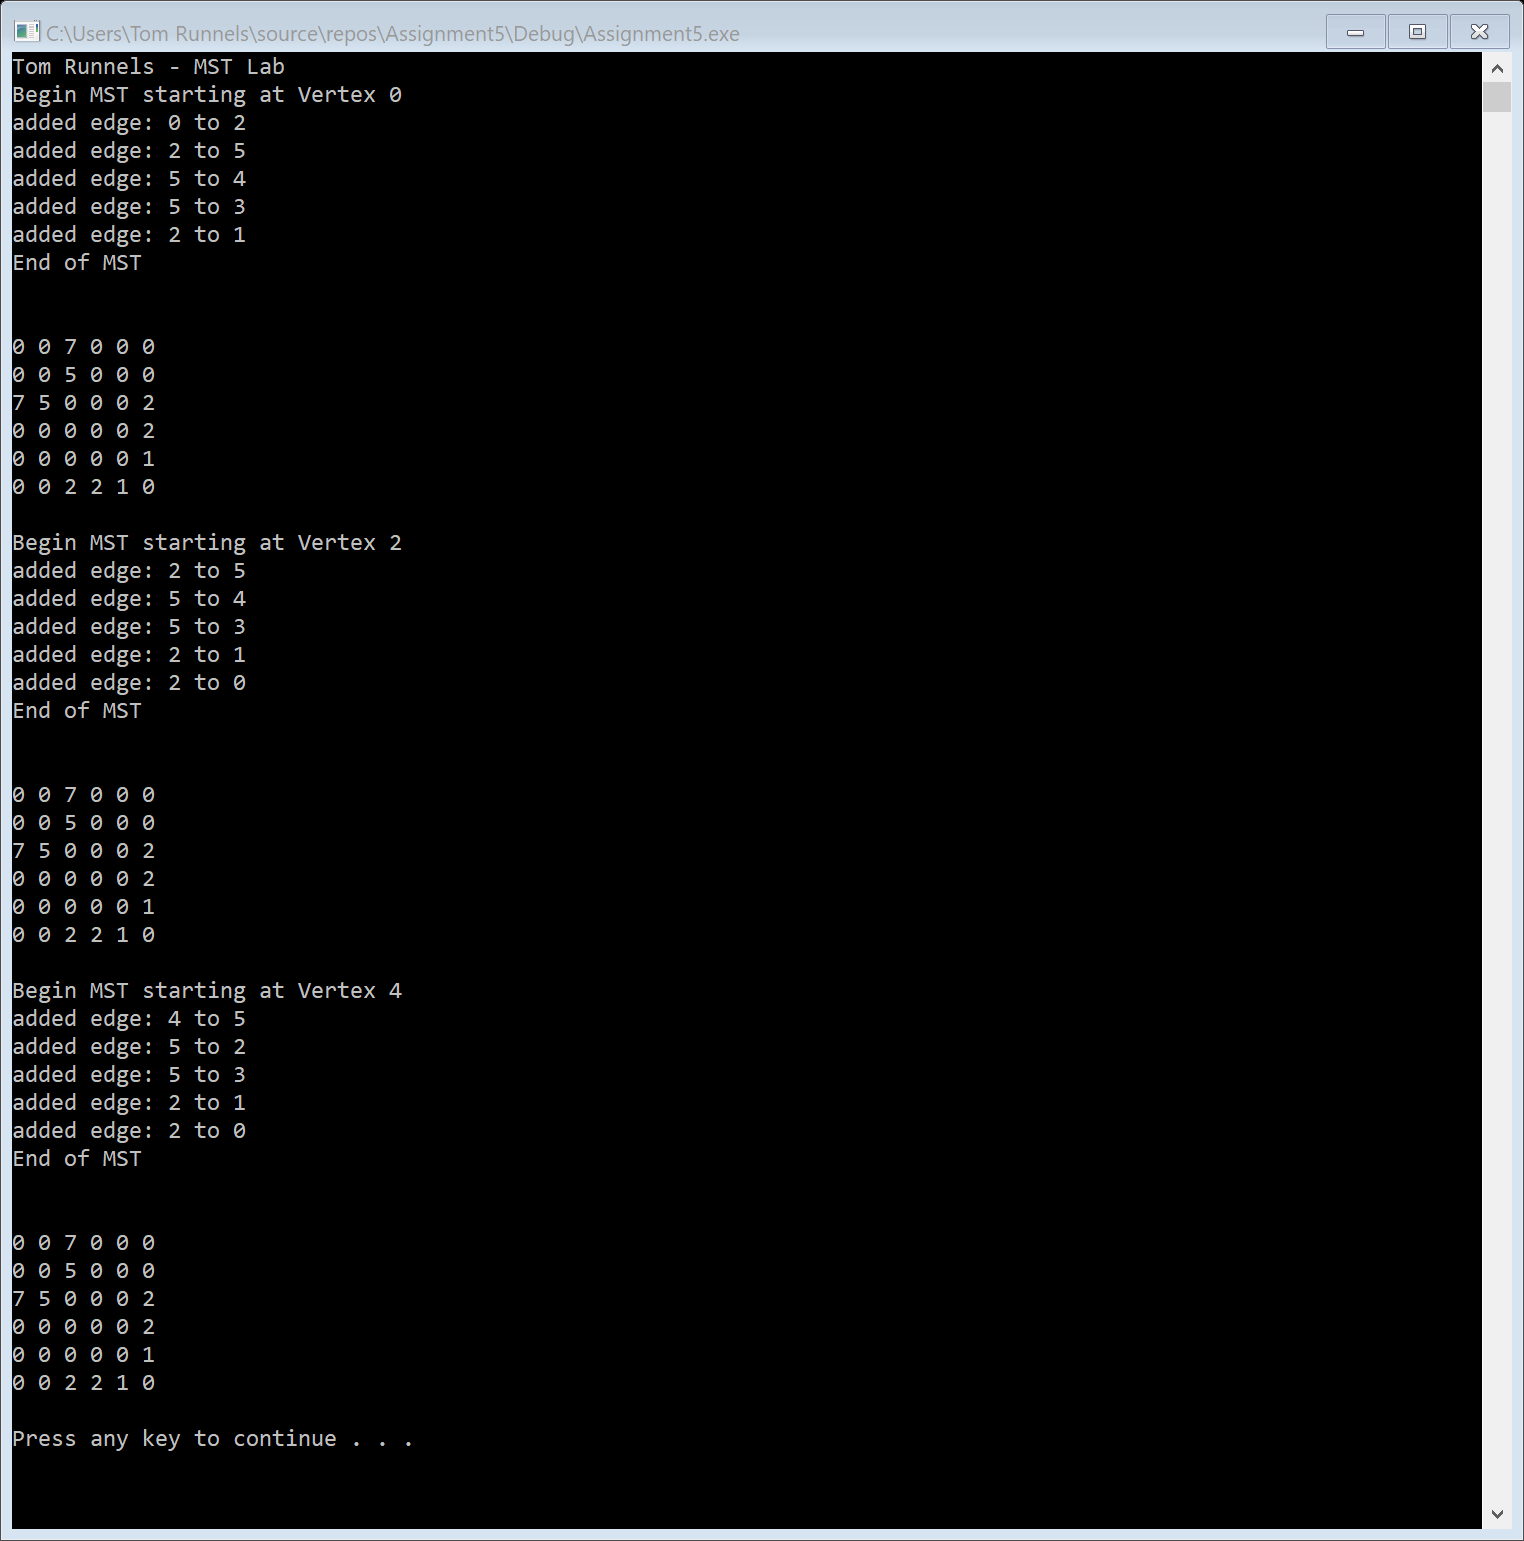 C:\Users\Tom Runnels\source\repos\Assignment5\Debug\Assignment5.exe
Tom Runnels - MST Lab
Begin MST starting at Vertex 0
added edge: 0 to 2
added edge: 2 to 5
added edge: 5 to 4
added edge: 5 to 3
added edge: 2 to 1
End of MST
0 0 7 0 0 0
0 0 5 0 0 0
7 5 0 0 0 2
0 0 0 0 0 2
0 0 0 0 0 1
0 0 2 2 1 0
Begin MST starting at Vertex 2
added edge: 2 to 5
added edge: 5 to 4
added edge: 5 to 3
added edge: 2 to 1
added edge: 2 to 0
End of MST
0 0 7 0 0 0
0 0 5 0 0 0
7 5 0 0 0 2
0 0 0 0 0 2
0 0 0 0 0 1
0 0 2 2 1 0
Begin MST starting at Vertex 4
added edge: 4 to 5
added edge: 5 to 2
added edge: 5 to 3
added edge: 2 to 1
added edge: 2 to 0
End of MST
0 0 7 0 0 0
0 0 5 0 0 0
7 5 0 0 0 2
0 0 0 0 0 2
0 0 0 0 0 1
0 0 2 2 1 0
Press any key to continue . . .